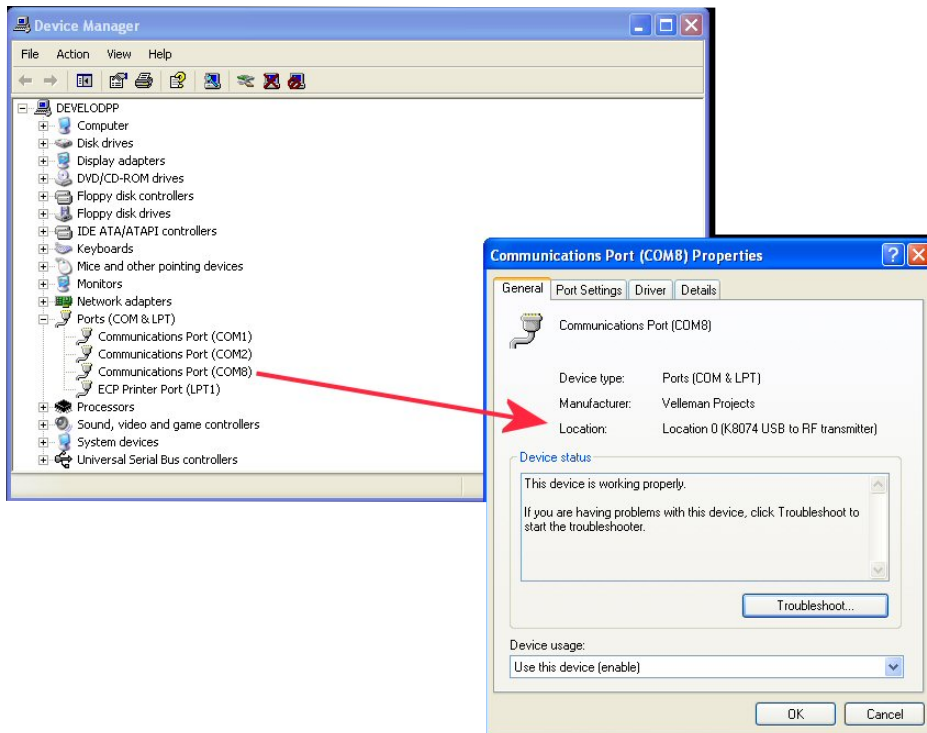 Device Manager
File Action View Help
DEVELODPP
Computer
Disk drives
Display adapters
DVD/CD-ROM drives
Floppy disk controllers
Floppy disk drives
IDE ATA/ATAPI controllers
Keyboards
Mice and other pointing devices
Monitors
Network adapters
Ports (COM & LPT)
Communications Port (COM1)
Communications Port (COM2)
Communications Port (COM8)
ECP Printer Port (LPT1)
Processors
Sound, video and game controllers
System devices
Universal Serial Bus controllers
Communications Port (COM8) Properties
General Port Settings Driver Details
Communications Port (COM8)
Device type: Ports (COM & LPT)
Manufacturer: Velleman Projects
Location: Location 0 (K8074 USB to RF transmitter)
Device status
This device is working properly.
If you are having problems with this device, click Troubleshoot to
start the troubleshooter.
Troubleshoot...
Device usage:
Use this device (enable)
OK Cancel